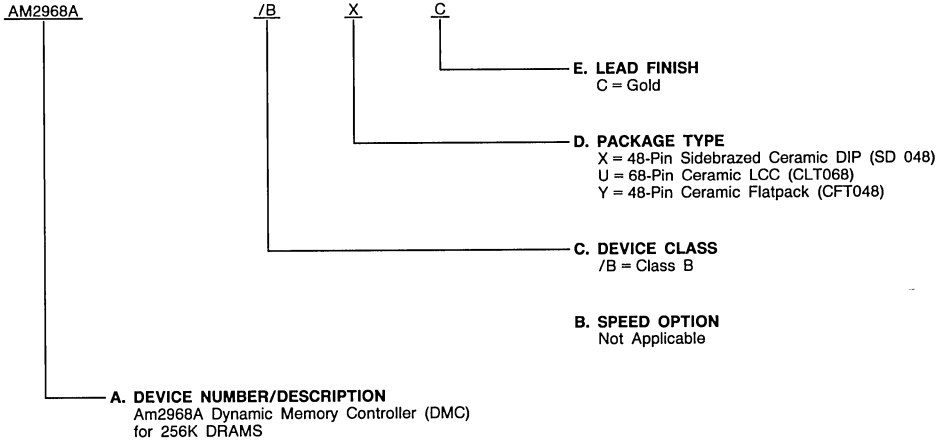 AM2968A /B X C
E. LEAD FINISH
C = Gold
D. PACKAGE TYPE
X = 48-Pin Sidebrazed Ceramic DIP (SD 048)
U = 68-Pin Ceramic LCC (CLT068)
Y = 48-Pin Ceramic Flatpack (CFT048)
C. DEVICE CLASS
/B = Class B
B. SPEED OPTION
Not Applicable
A. DEVICE NUMBER/DESCRIPTION
Am2968A Dynamic Memory Controller (DMC)
for 256K DRAMS